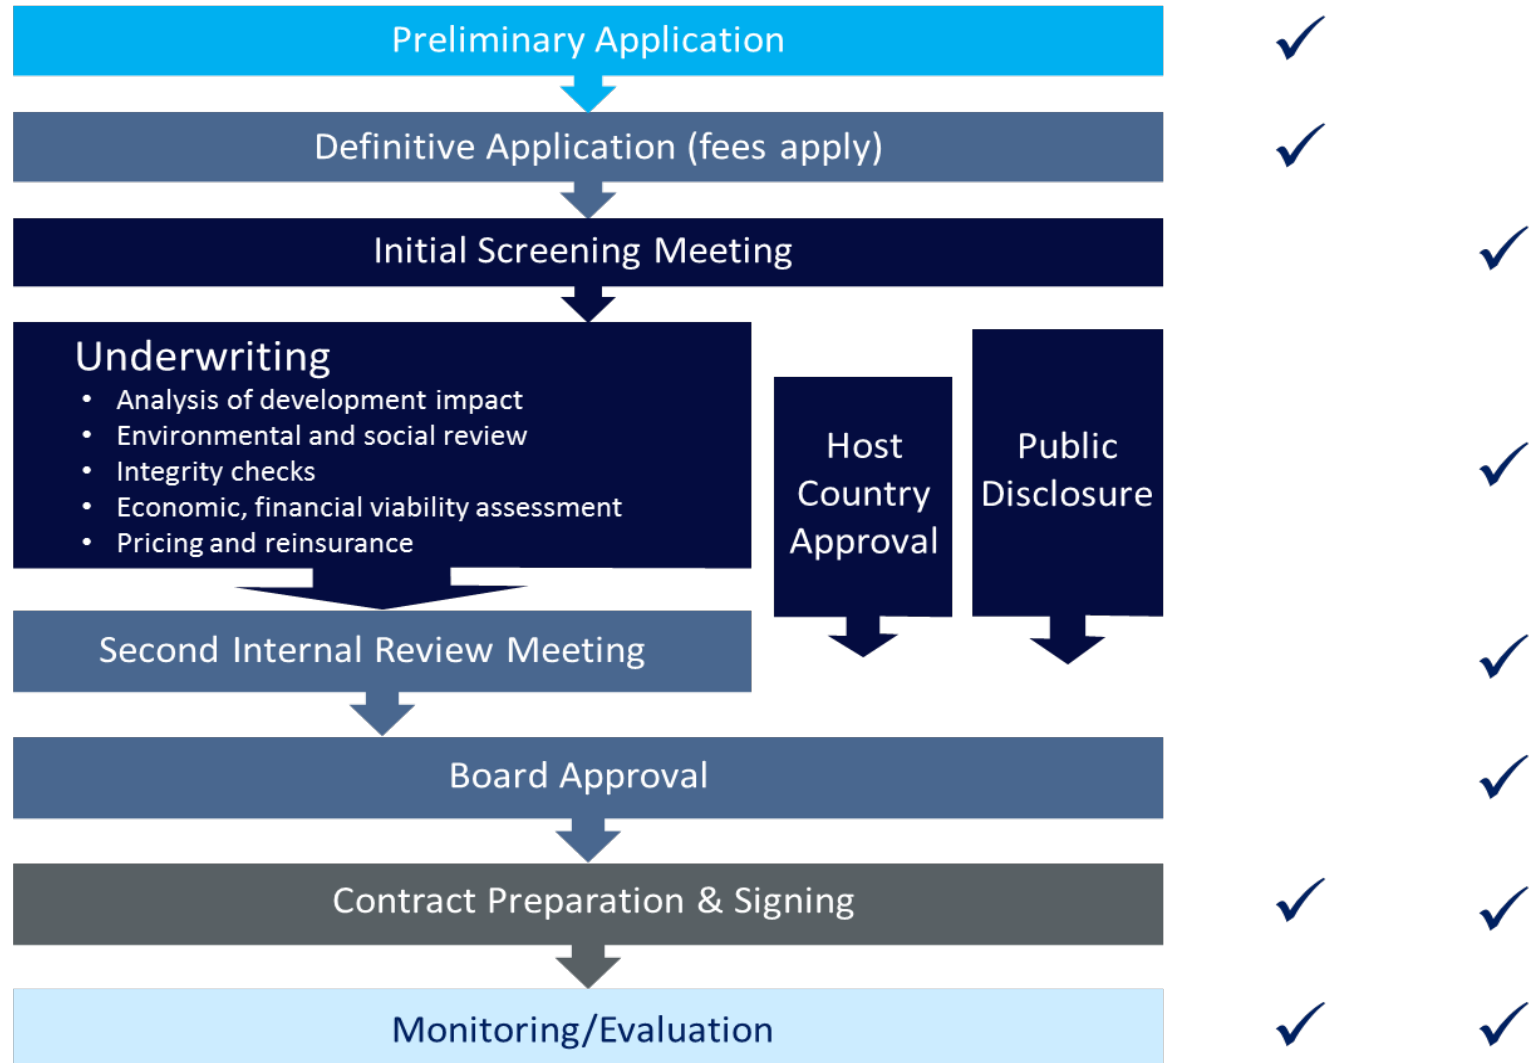 Preliminary Application
Definitive Application (fees apply)
Initial Screening Meeting
Underwriting
• Analysis of development impact
• Environmental and social review
• Integrity checks
• Economic, financial viability assessment
• Pricing and reinsurance
Host
Country
Approval
Public
Disclosure
Second Internal Review Meeting
Board Approval
Contract Preparation & Signing
Monitoring/Evaluation